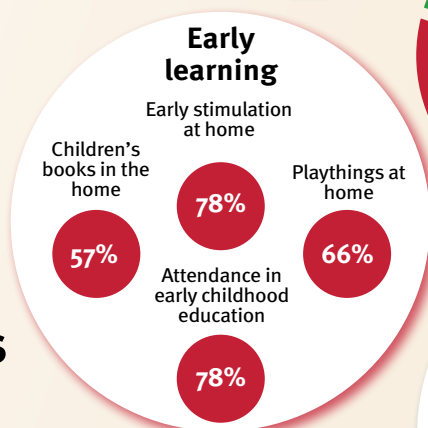 Early
learning
Early stimulation
at home
78%
Children's
books in the
home
57%
Playthings at
home
66%
Attendance in
early childhood
education
78%
s